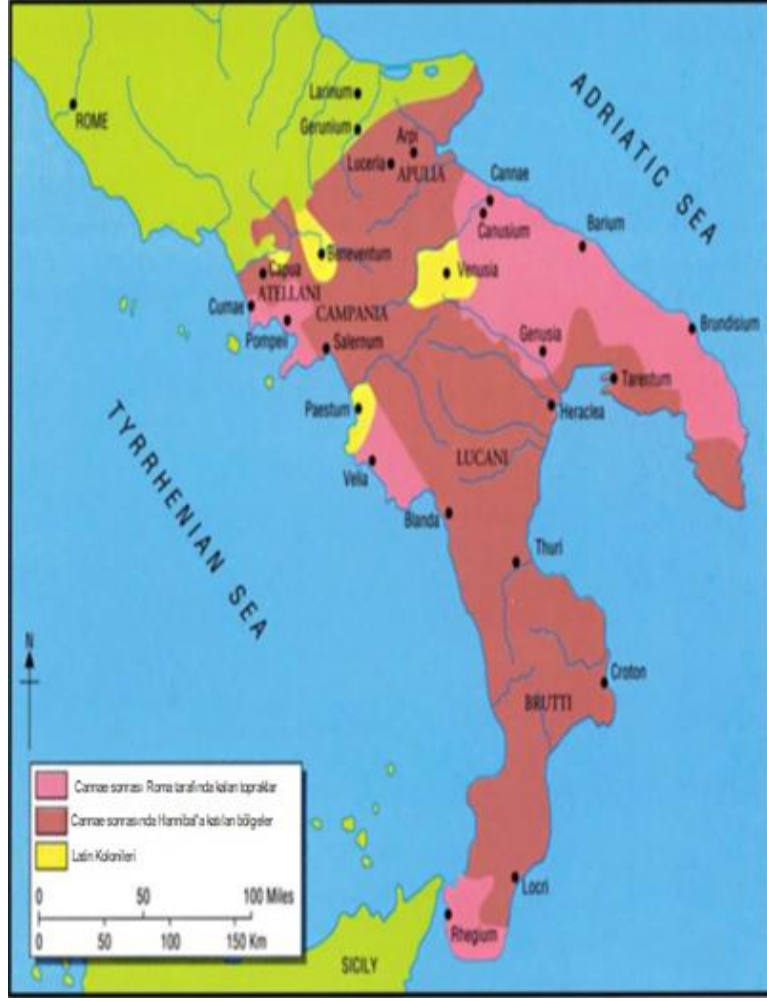 ADRIATIC SEA
ROME
Larinum
Gerunium
Arpi
Luceria
APULIA
Cannae
Canusium
Barium
Beneventum
Venusia
Capua
ATELLANI
Cumae
CAMPANIA
Pompeii
Salernum
Genusia
Brundisium
Tarentum
Paestum
Heraclea
TYRRHENIAN SEA
LUCANI
Velia
Blanda
Thuri
N
Croton
BRUTTI
Cannae sonrası Roma tarafında kalan topraklar
Cannae sonrasında Hannibal'a katılan bölgeler
Latin Kolonileri
0 50 100 Miles
0 50 100 150 Km
Locri
Rhegium
SICILY